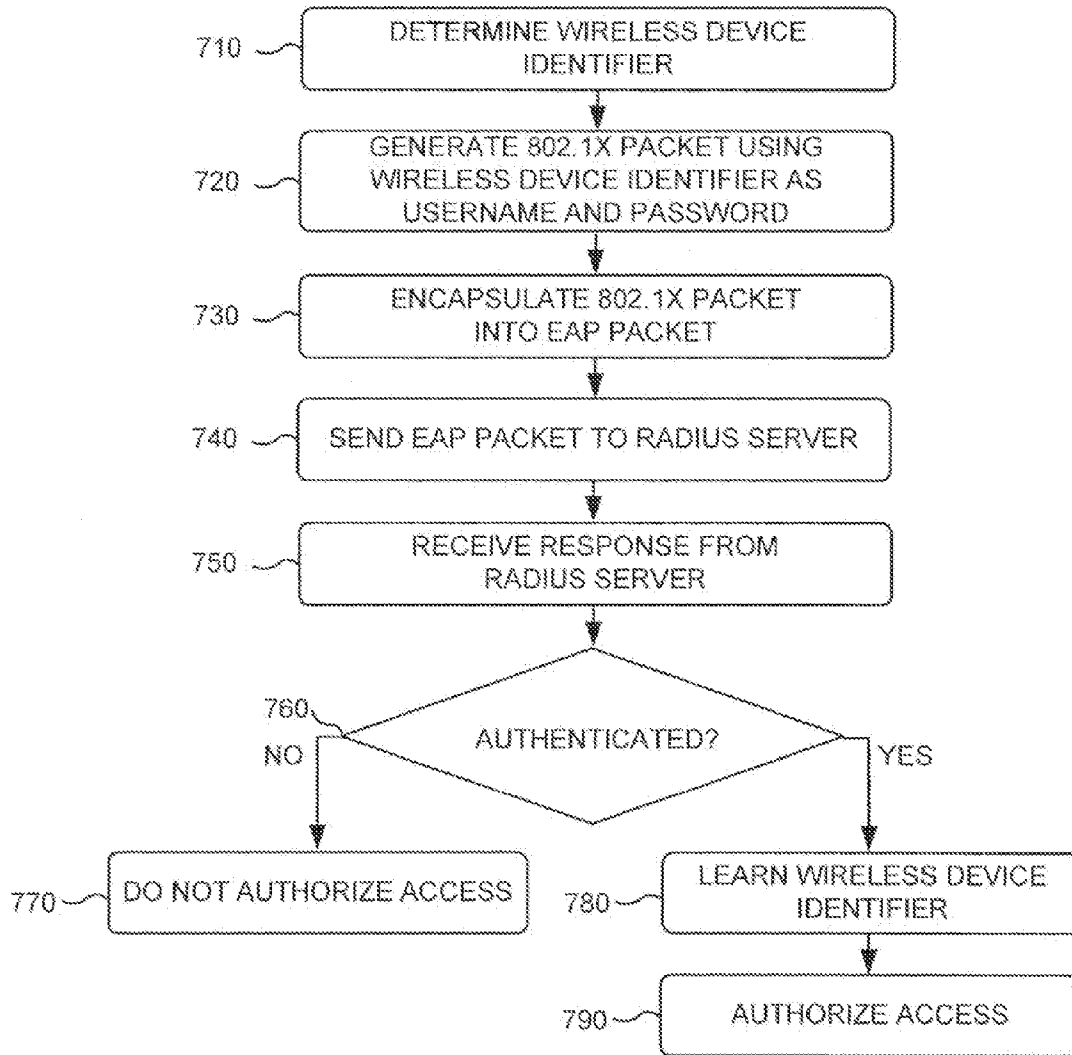 710
DETERMINE WIRELESS DEVICE
IDENTIFIER
720
GENERATE 802.1X PACKET USING
WIRELESS DEVICE IDENTIFIER AS
USERNAME AND PASSWORD
730
ENCAPSULATE 802.1X PACKET
INTO EAP PACKET
740
SEND EAP PACKET TO RADIUS SERVER
750
RECEIVE RESPONSE FROM
RADIUS SERVER
760
AUTHENTICATED?
NO
YES
770
DO NOT AUTHORIZE ACCESS
780
LEARN WIRELESS DEVICE
IDENTIFIER
790
AUTHORIZE ACCESS